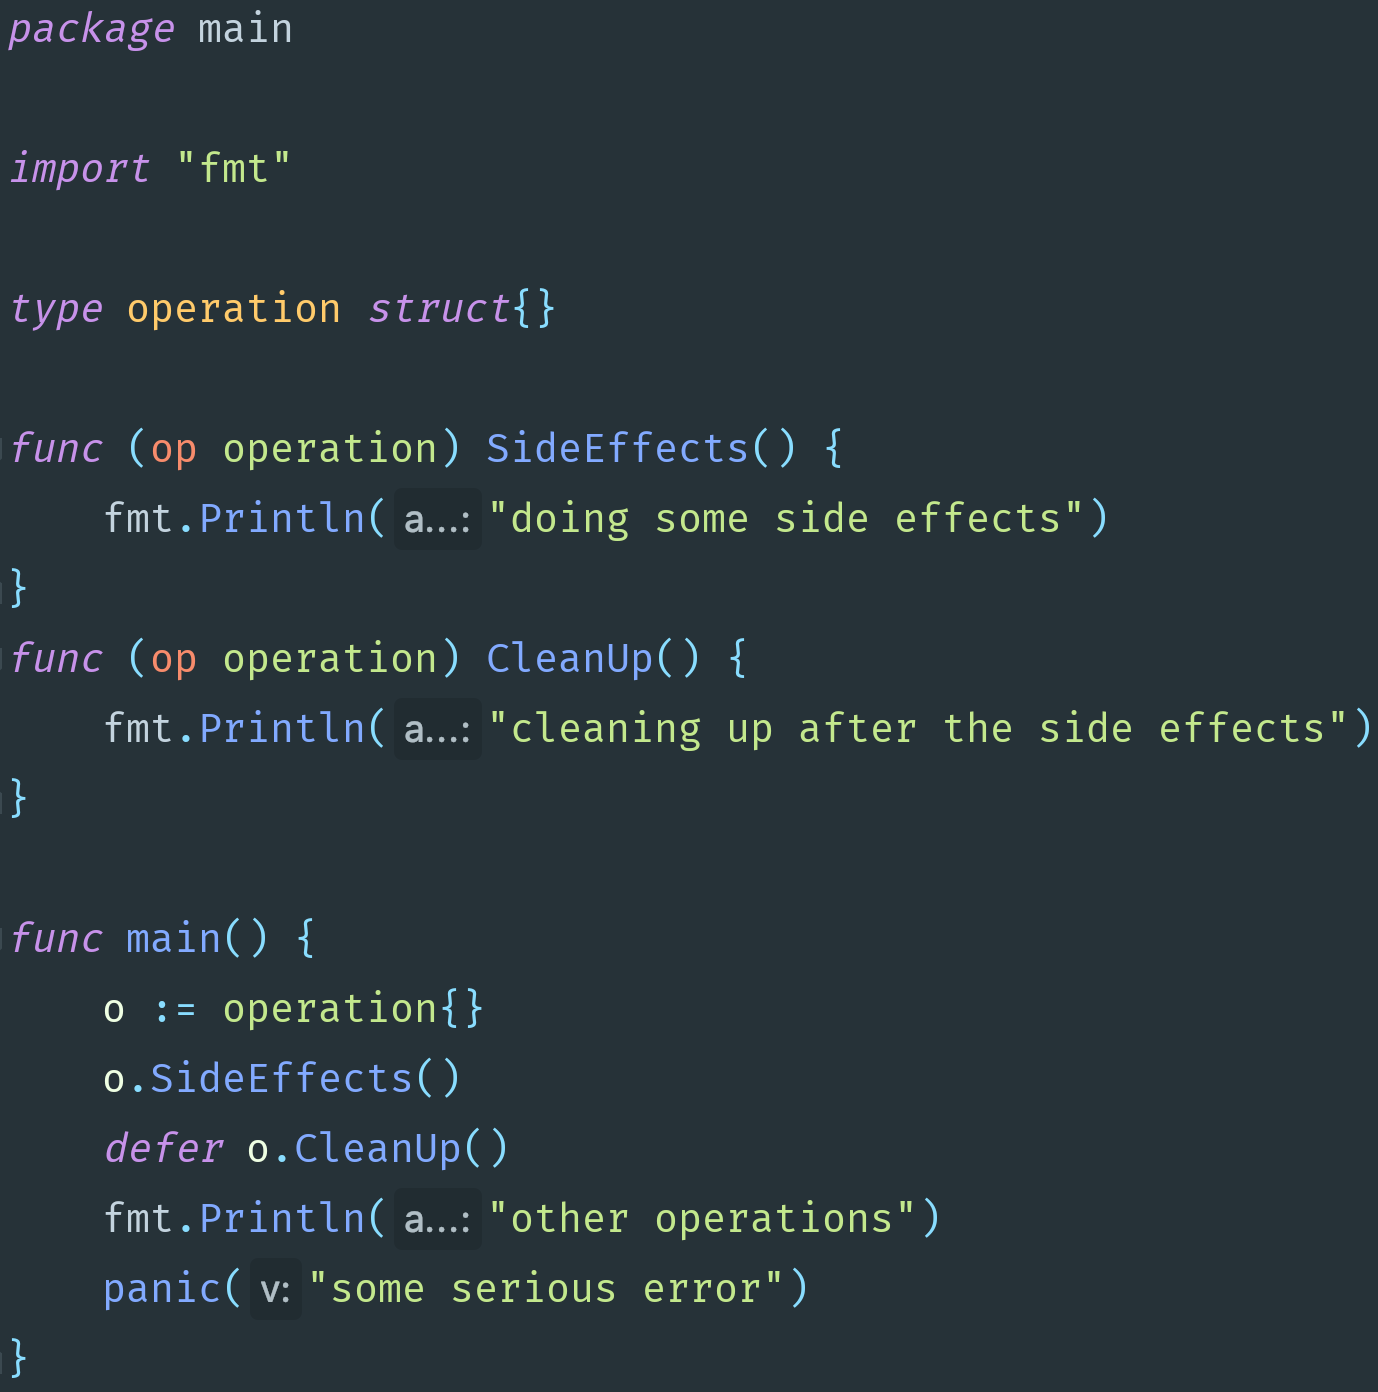 package main
import "fmt"
type operation struct{}
func (op operation) SideEffects() {
    fmt.Println( a...: "doing some side effects")
}
func (op operation) CleanUp() {
    fmt.Println( a...: "cleaning up after the side effects")
}
func main() {
    o := operation{}
    o.SideEffects()
    defer o.CleanUp()
    fmt.Println( a...: "other operations")
    panic( v: "some serious error")
}